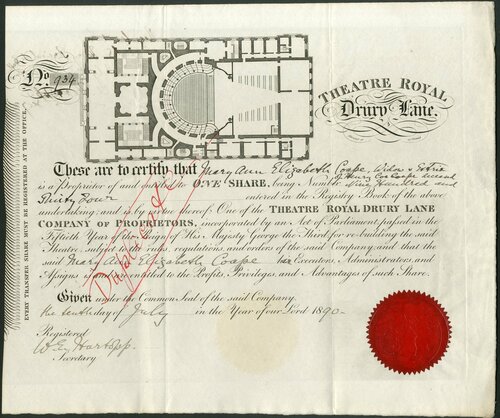 No. 934
THEATRE ROYAL
Drury Lane.
EVERY TRANSFER SHARE MUST BE REGISTERED AT THE OFFICE.
These are to certify that Mary Ann Elizabeth Coape, Widow &
of Henry Coe Coape deceased
is a Proprietor of and entitled to ONE SHARE, being Number Nine Hundred and
Thirty Four entered in the Registry Book of the above
undertaking: and is by virtue thereof One of the THEATRE ROYAL DRURY LANE
COMPANY OF PROPRIETORS, incorporated by an Act of Parliament passed in the
Fiftieth Year of the Reign of His Majesty George the Third for rebuilding the said
Theatre, subject to the rules, regulations and orders of the said Company; and that the
said Mary Ann Elizabeth Coape her Executors, Administrators, and
Assigns is and are entitled to the Profits, Privileges, and Advantages of such Share.
Duplicate
Given under the Common Seal of the said Company
the tenth day of July in the Year of our Lord 1890-
Registered
Secretary